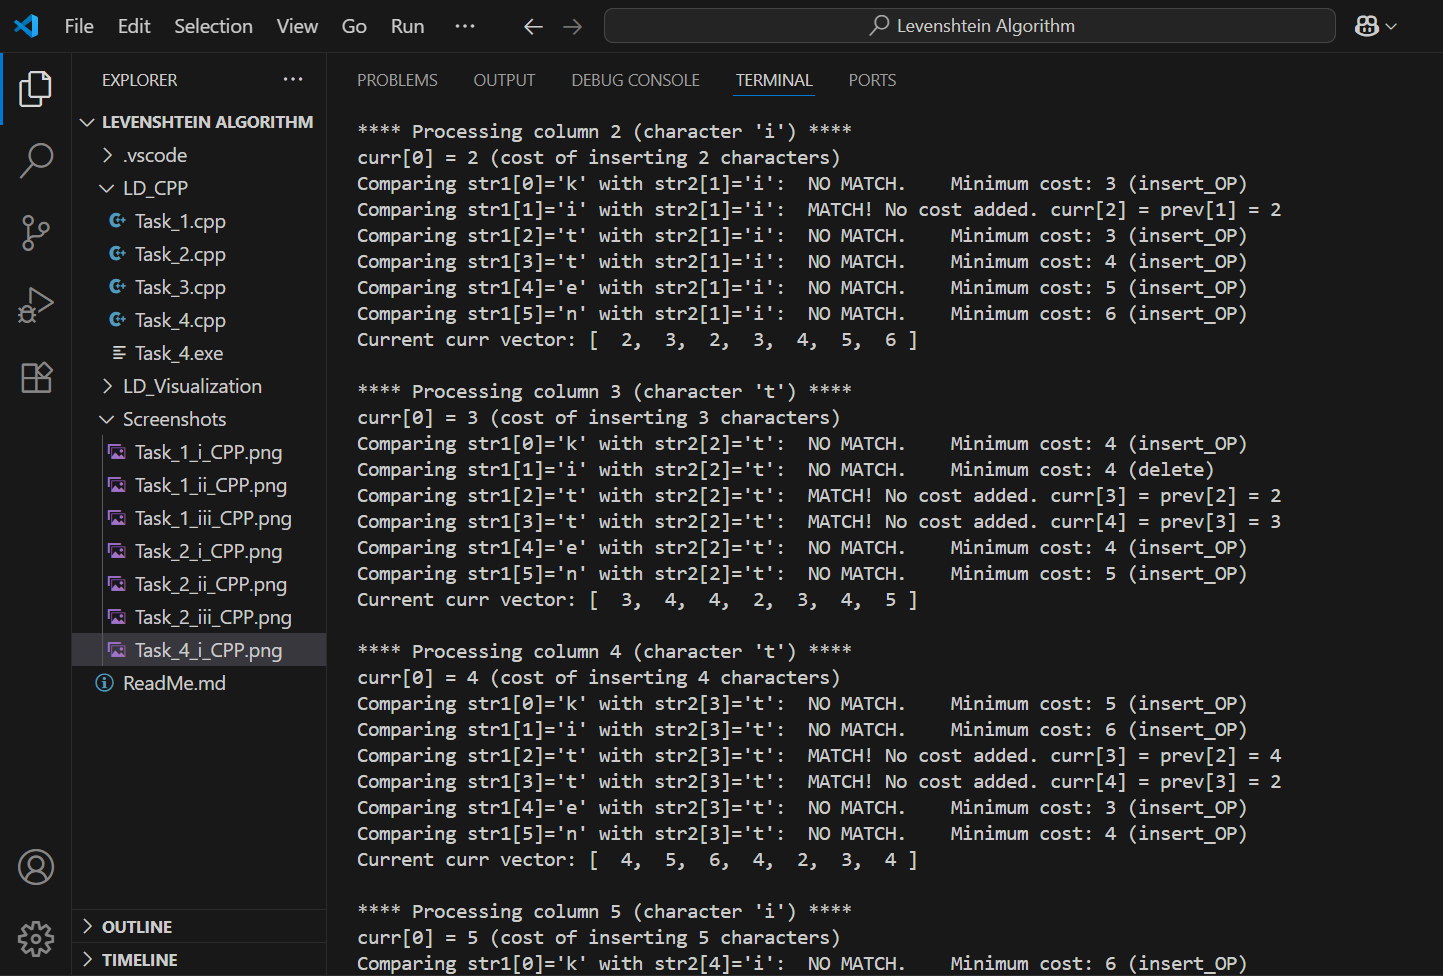 File Edit Selection View Go Run ··· Levenshtein Algorithm
EXPLORER ···
LEVENSHTEIN ALGORITHM
.vscode
LD_CPP
Task_1.cpp
Task_2.cpp
Task_3.cpp
Task_4.cpp
Task_4.exe
LD_Visualization
Screenshots
Task_1_i_CPP.png
Task_1_ii_CPP.png
Task_1_iii_CPP.png
Task_2_i_CPP.png
Task_2_ii_CPP.png
Task_2_iii_CPP.png
Task_4_i_CPP.png
ReadMe.md
OUTLINE
TIMELINE
PROBLEMS OUTPUT DEBUG CONSOLE TERMINAL PORTS
**** Processing column 2 (character 'i') ****
curr[0] = 2 (cost of inserting 2 characters)
Comparing str1[0]='k' with str2[1]='i':  NO MATCH.    Minimum cost: 3 (insert_OP)
Comparing str1[1]='i' with str2[1]='i':  MATCH! No cost added. curr[2] = prev[1] = 2
Comparing str1[2]='t' with str2[1]='i':  NO MATCH.    Minimum cost: 3 (insert_OP)
Comparing str1[3]='t' with str2[1]='i':  NO MATCH.    Minimum cost: 4 (insert_OP)
Comparing str1[4]='e' with str2[1]='i':  NO MATCH.    Minimum cost: 5 (insert_OP)
Comparing str1[5]='n' with str2[1]='i':  NO MATCH.    Minimum cost: 6 (insert_OP)
Current curr vector: [  2,  3,  2,  3,  4,  5,  6 ]
**** Processing column 3 (character 't') ****
curr[0] = 3 (cost of inserting 3 characters)
Comparing str1[0]='k' with str2[2]='t':  NO MATCH.    Minimum cost: 4 (insert_OP)
Comparing str1[1]='i' with str2[2]='t':  NO MATCH.    Minimum cost: 4 (delete)
Comparing str1[2]='t' with str2[2]='t':  MATCH! No cost added. curr[3] = prev[2] = 2
Comparing str1[3]='t' with str2[2]='t':  MATCH! No cost added. curr[4] = prev[3] = 3
Comparing str1[4]='e' with str2[2]='t':  NO MATCH.    Minimum cost: 4 (insert_OP)
Comparing str1[5]='n' with str2[2]='t':  NO MATCH.    Minimum cost: 5 (insert_OP)
Current curr vector: [  3,  4,  4,  2,  3,  4,  5 ]
**** Processing column 4 (character 't') ****
curr[0] = 4 (cost of inserting 4 characters)
Comparing str1[0]='k' with str2[3]='t':  NO MATCH.    Minimum cost: 5 (insert_OP)
Comparing str1[1]='i' with str2[3]='t':  NO MATCH.    Minimum cost: 6 (insert_OP)
Comparing str1[2]='t' with str2[3]='t':  MATCH! No cost added. curr[3] = prev[2] = 4
Comparing str1[3]='t' with str2[3]='t':  MATCH! No cost added. curr[4] = prev[3] = 2
Comparing str1[4]='e' with str2[3]='t':  NO MATCH.    Minimum cost: 3 (insert_OP)
Comparing str1[5]='n' with str2[3]='t':  NO MATCH.    Minimum cost: 4 (insert_OP)
Current curr vector: [  4,  5,  6,  4,  2,  3,  4 ]
**** Processing column 5 (character 'i') ****
curr[0] = 5 (cost of inserting 5 characters)
Comparing str1[0]='k' with str2[4]='i':  NO MATCH.    Minimum cost: 6 (insert_OP)